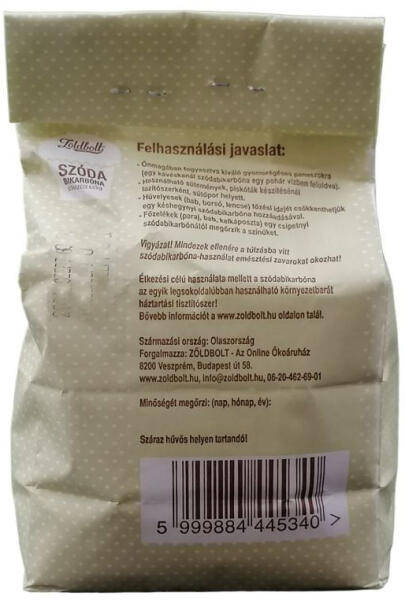 Zöldbolt
SZÓDA
BIKARBÓNA
Felhasználási javaslat:
- Önmagában fogyasztva kiváló gyomorégéses panaszokra
(egy kávéskanál szódabikarbóna egy pohár vízben feloldva).
- Használható sütemények, piskóták készítésénél
lazítószerként, sütőpor helyett.
- Hüvelyesek (bab, borsó, lencse) főzési idejét csökkenthetjük
egy késhegynyi szódabikarbóna hozzáadásával.
- Főzelékek (paraj, bab, kelkáposzta) egy csipetnyi
szódabikarbónától megőrzik a színüket.
Vigyázat! Mindezek ellenére a túlzásba vitt
szódabikarbóna-használat emésztési zavarokat okozhat!
Étkezési célú használata mellett a szódabikarbóna
az egyik legsokoldalúbban használható környezetbarát
háztartási tisztítószer!
Bővebb információt a www.zoldbolt.hu oldalon talál.
Származási ország: Olaszország
Forgalmazza: ZÖLDBOLT - Az Online Ökoáruház
8200 Veszprém, Budapest út 58.
www.zoldbolt.hu, info@zoldbolt.hu, 06-20-462-69-01
Minőségét megőrzi: (nap, hónap, év):
Száraz hűvös helyen tartandó!
5 999884 445340 >